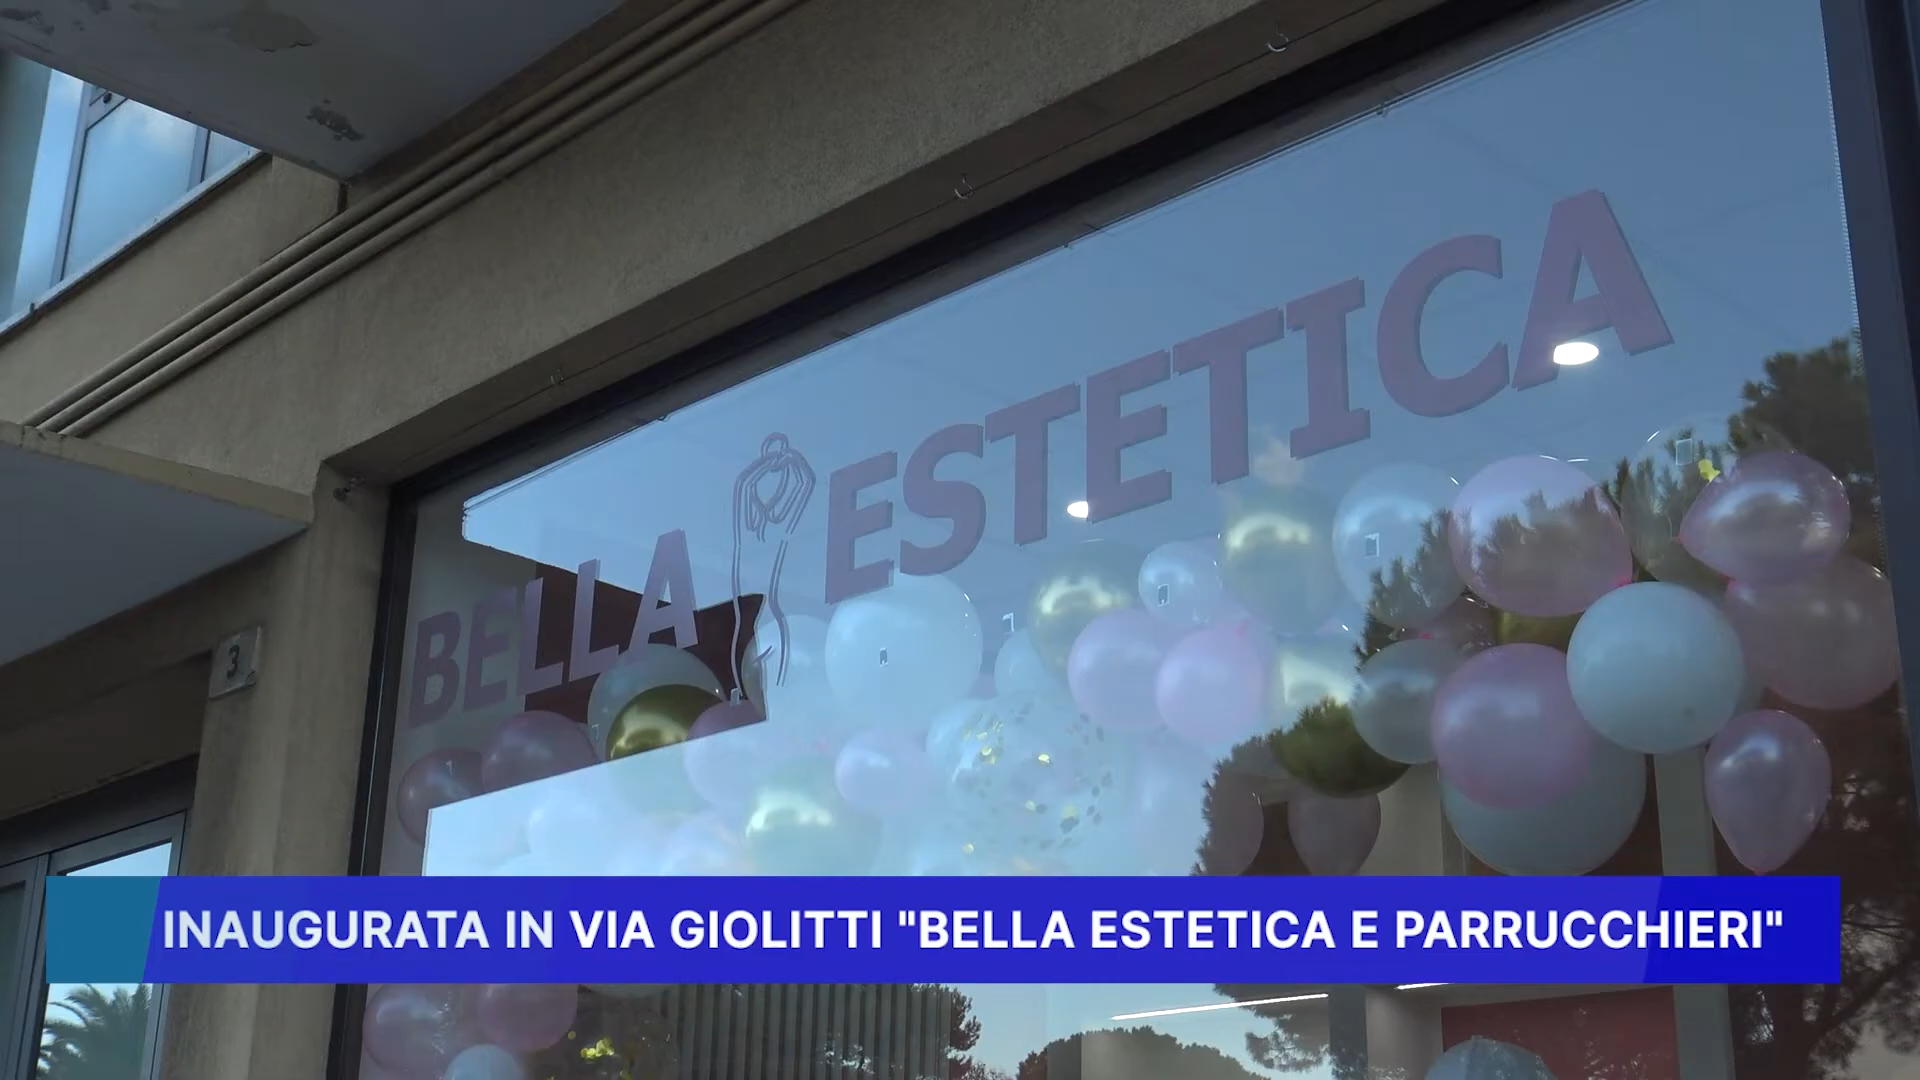 BELLA ESTETICA
3
INAUGURATA IN VIA GIOLITTI "BELLA ESTETICA E PARRUCCHIERI"